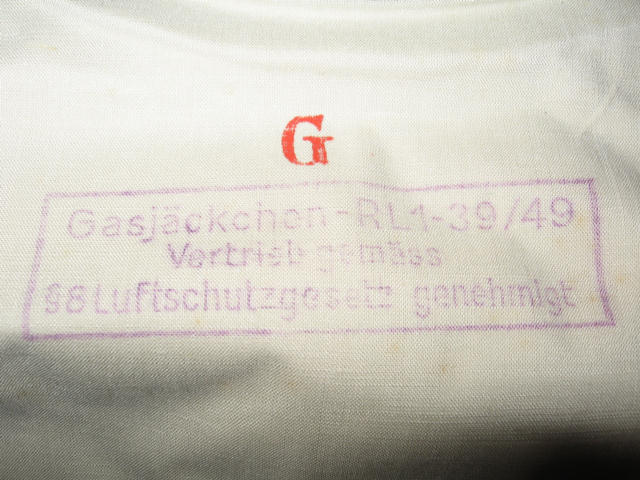 G
Gasjäckchen-RL1-39/49
Vertrieb gemäss
§8 Luftschutzgesetz genehmigt